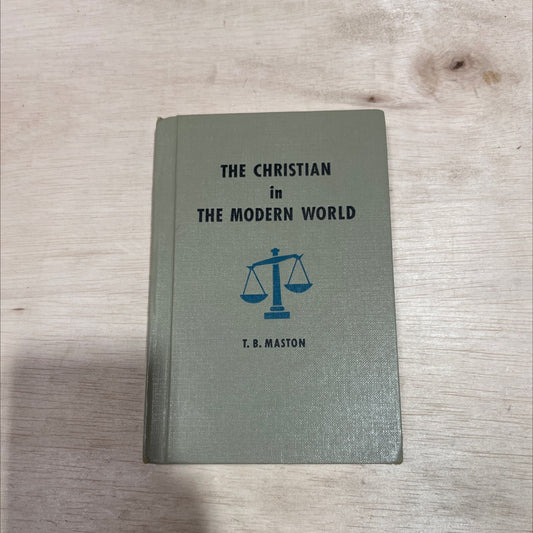 THE CHRISTIAN
in
THE MODERN WORLD
T. B. MASTON